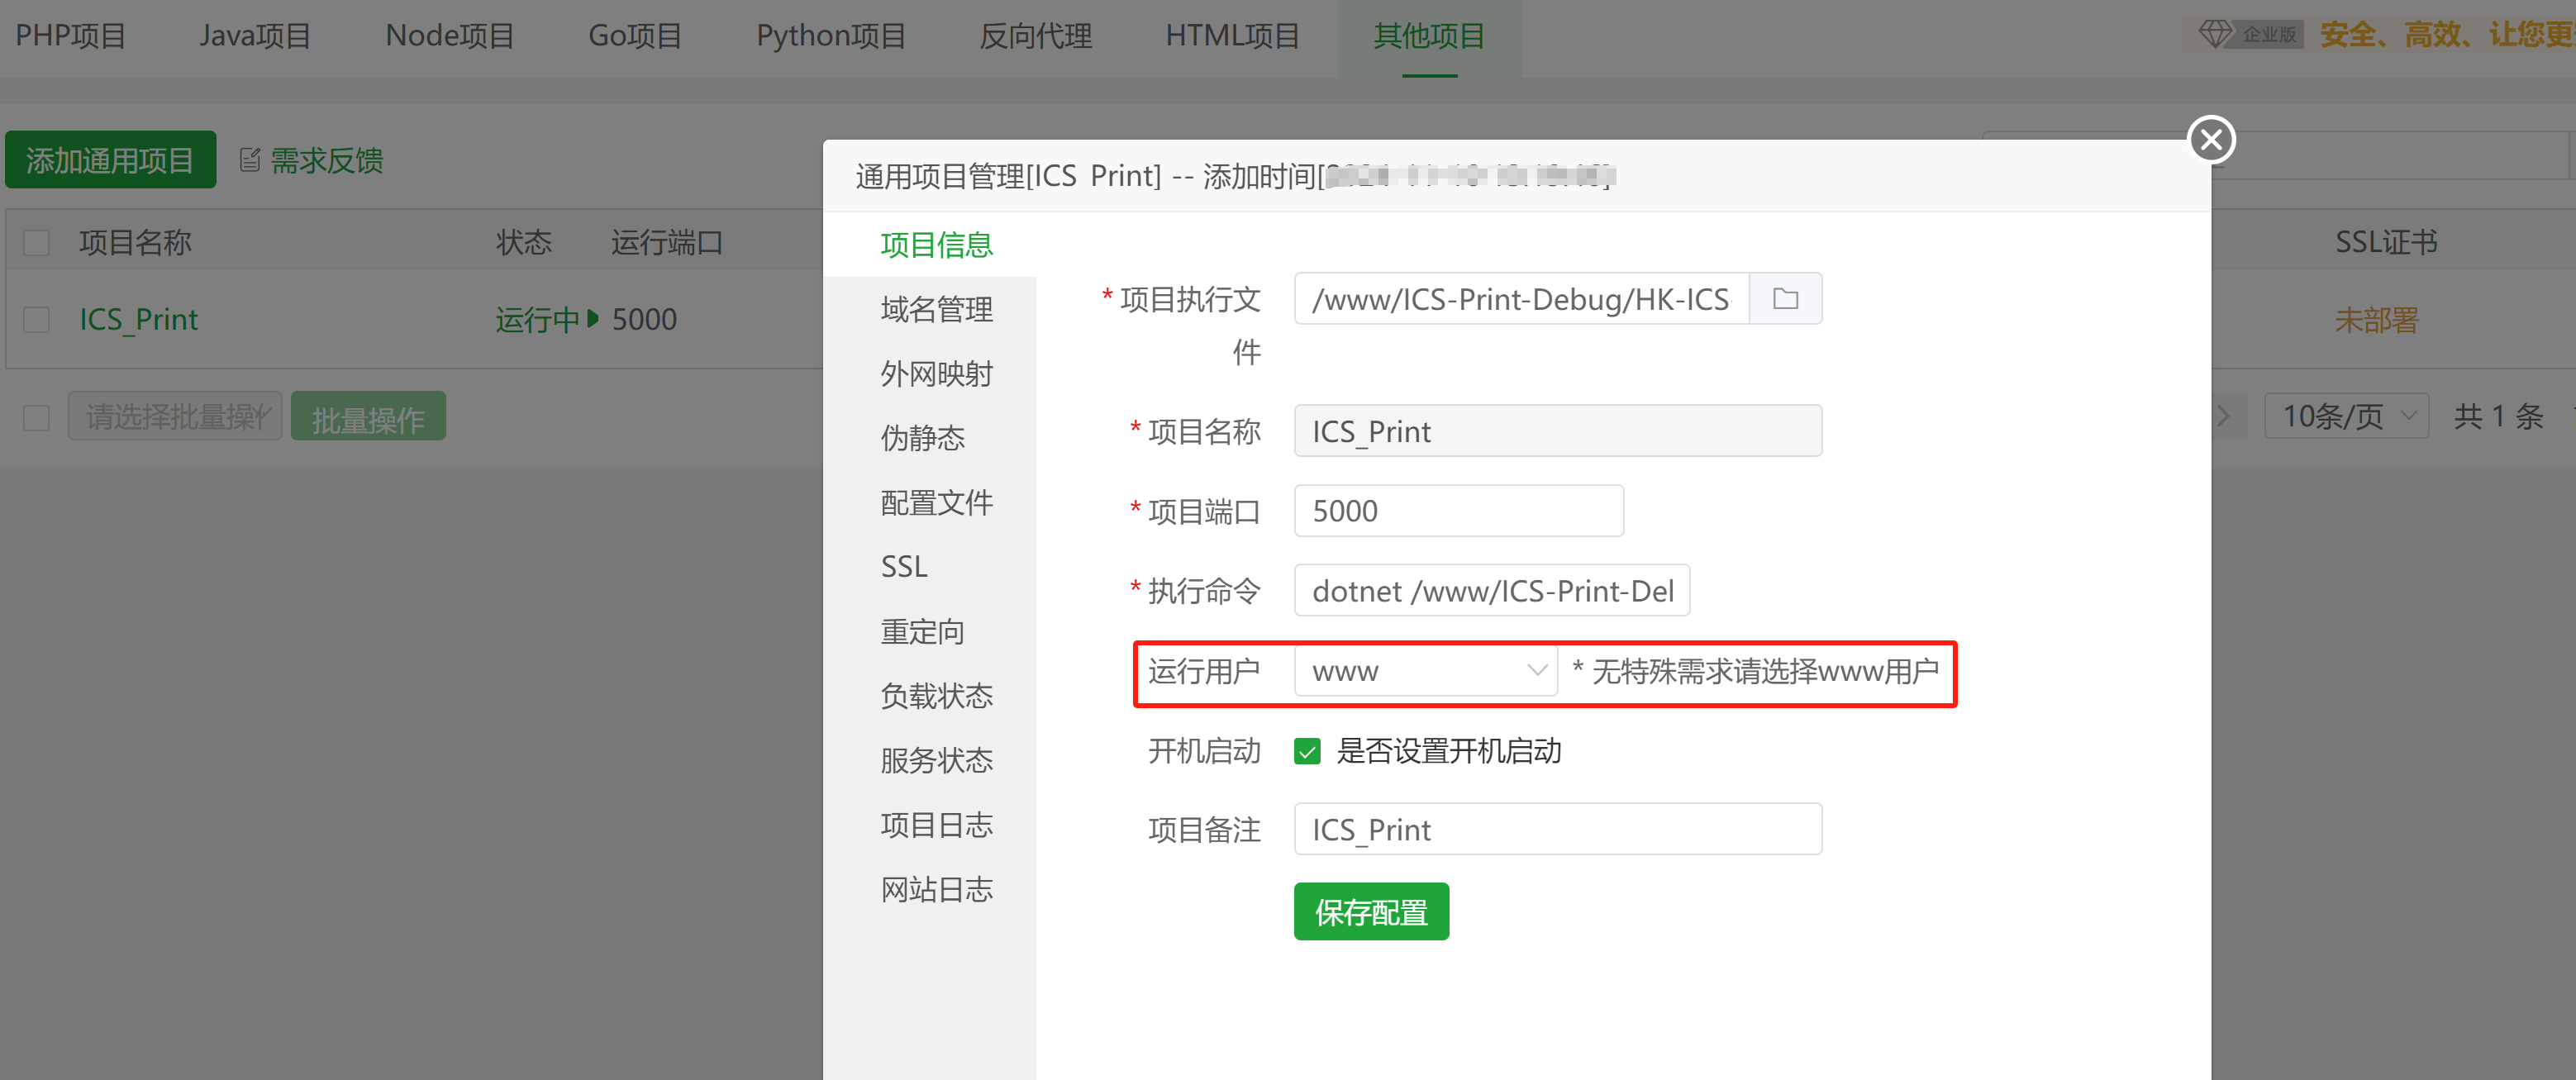 PHP项目 Java项目 Node项目 Go项目 Python项目 反向代理 HTML项目 其他项目 企业版 安全、高效、让您更
添加通用项目 需求反馈
通用项目管理[ICS_Print] -- 添加时间[
项目名称 状态 运行端口 SSL证书
ICS_Print 运行中 5000 未部署
请选择批量操作 批量操作 10条/页 共 1 条
项目信息
域名管理
外网映射
伪静态
配置文件
SSL
重定向
负载状态
服务状态
项目日志
网站日志
* 项目执行文件 /www/ICS-Print-Debug/HK-ICS
* 项目名称 ICS_Print
* 项目端口 5000
* 执行命令 dotnet /www/ICS-Print-Del
运行用户 www * 无特殊需求请选择www用户
开机启动 是否设置开机启动
项目备注 ICS_Print
保存配置